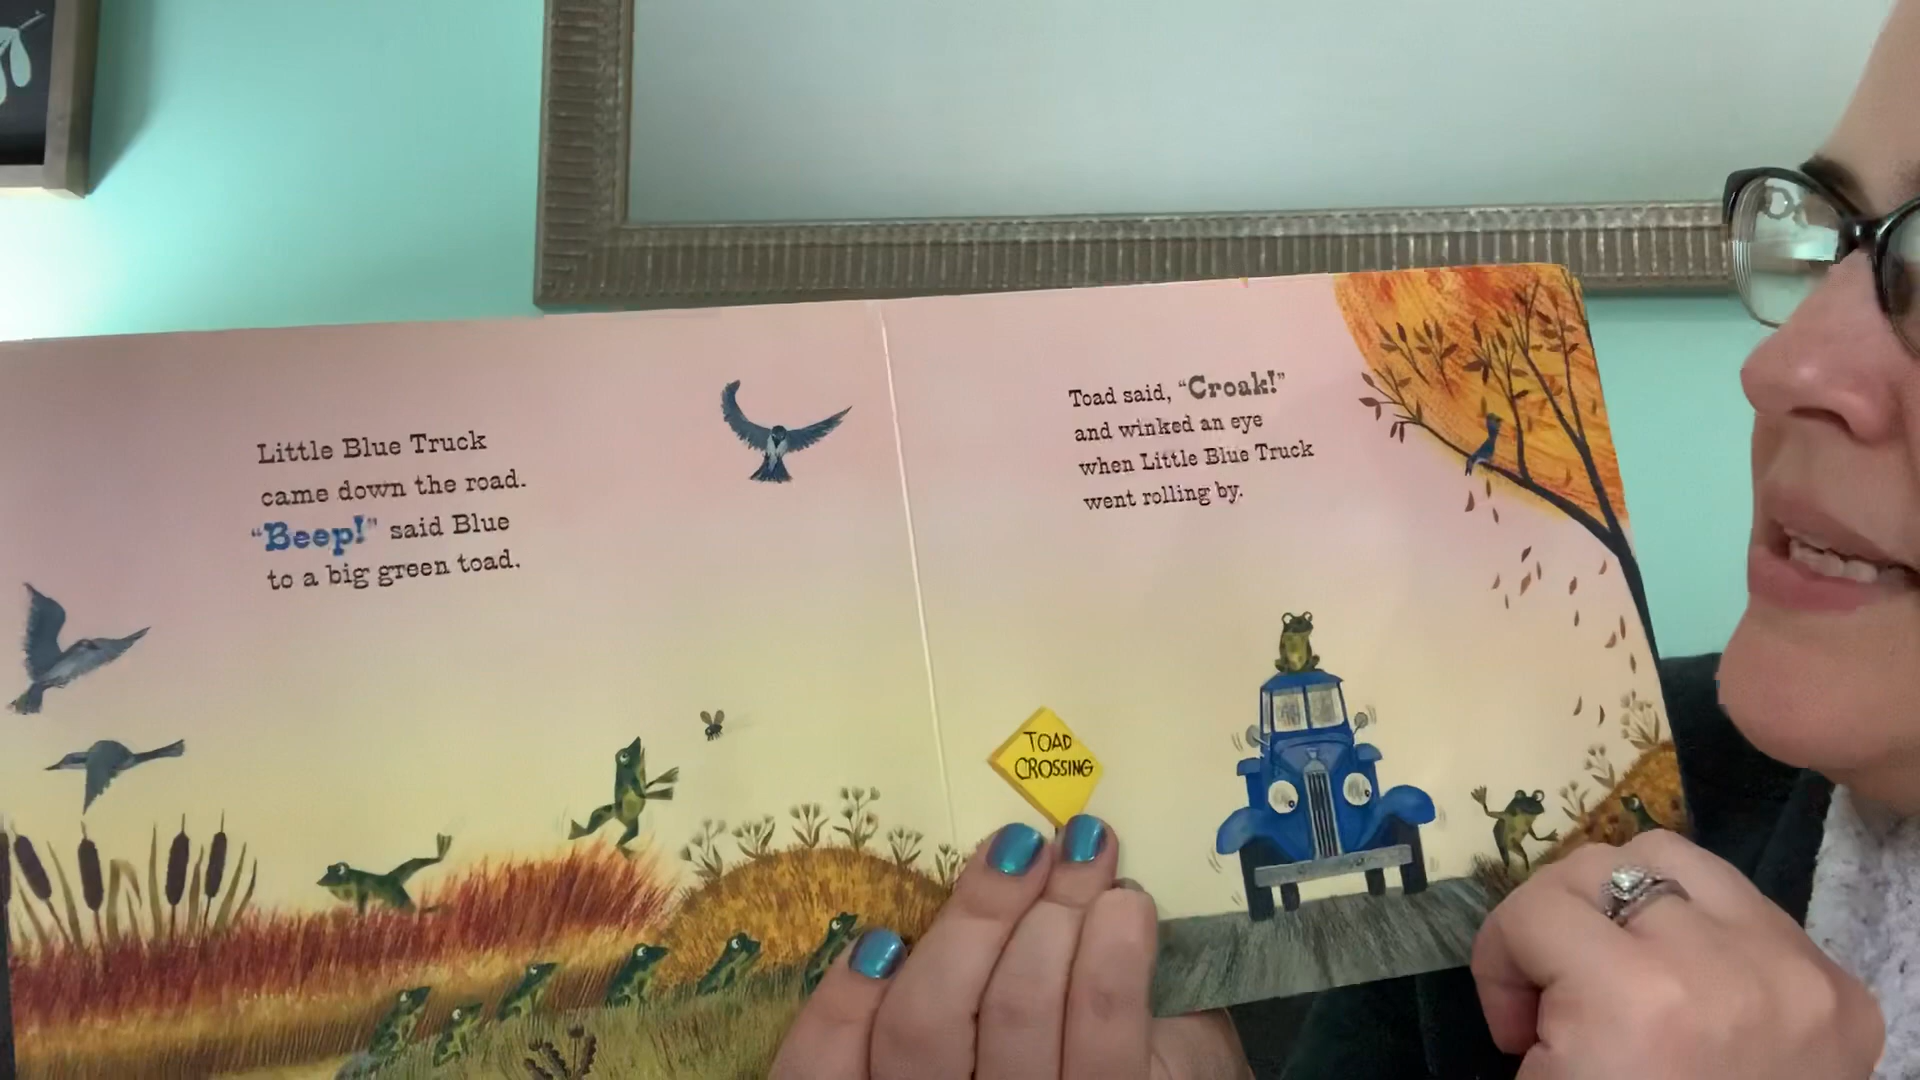 Little Blue Truck
came down the road.
“Beep!” said Blue
to a big green toad.
Toad said, “Croak!”
and winked an eye
when Little Blue Truck
went rolling by.
TOAD
CROSSING